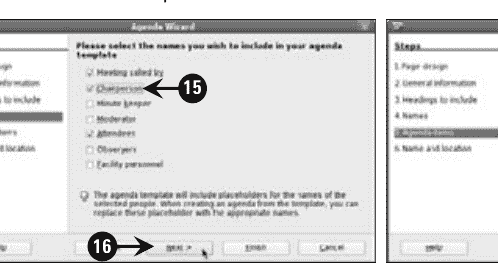 Agenda Wizard
Please select the names you wish to include in your agenda
template
Meeting called by
Chairperson
15
Minute keeper
Moderator
Attendees
Observers
Facility personnel
The agenda template will include placeholders for the names of the
selected people. When creating an agenda from the template, you can
replace these placeholder with the appropriate names.
16
Next >
Finish
Cancel
Steps
1. Page design
2. General information
3. Headings to include
4. Names
5. Agenda items
6. Name and location
Help